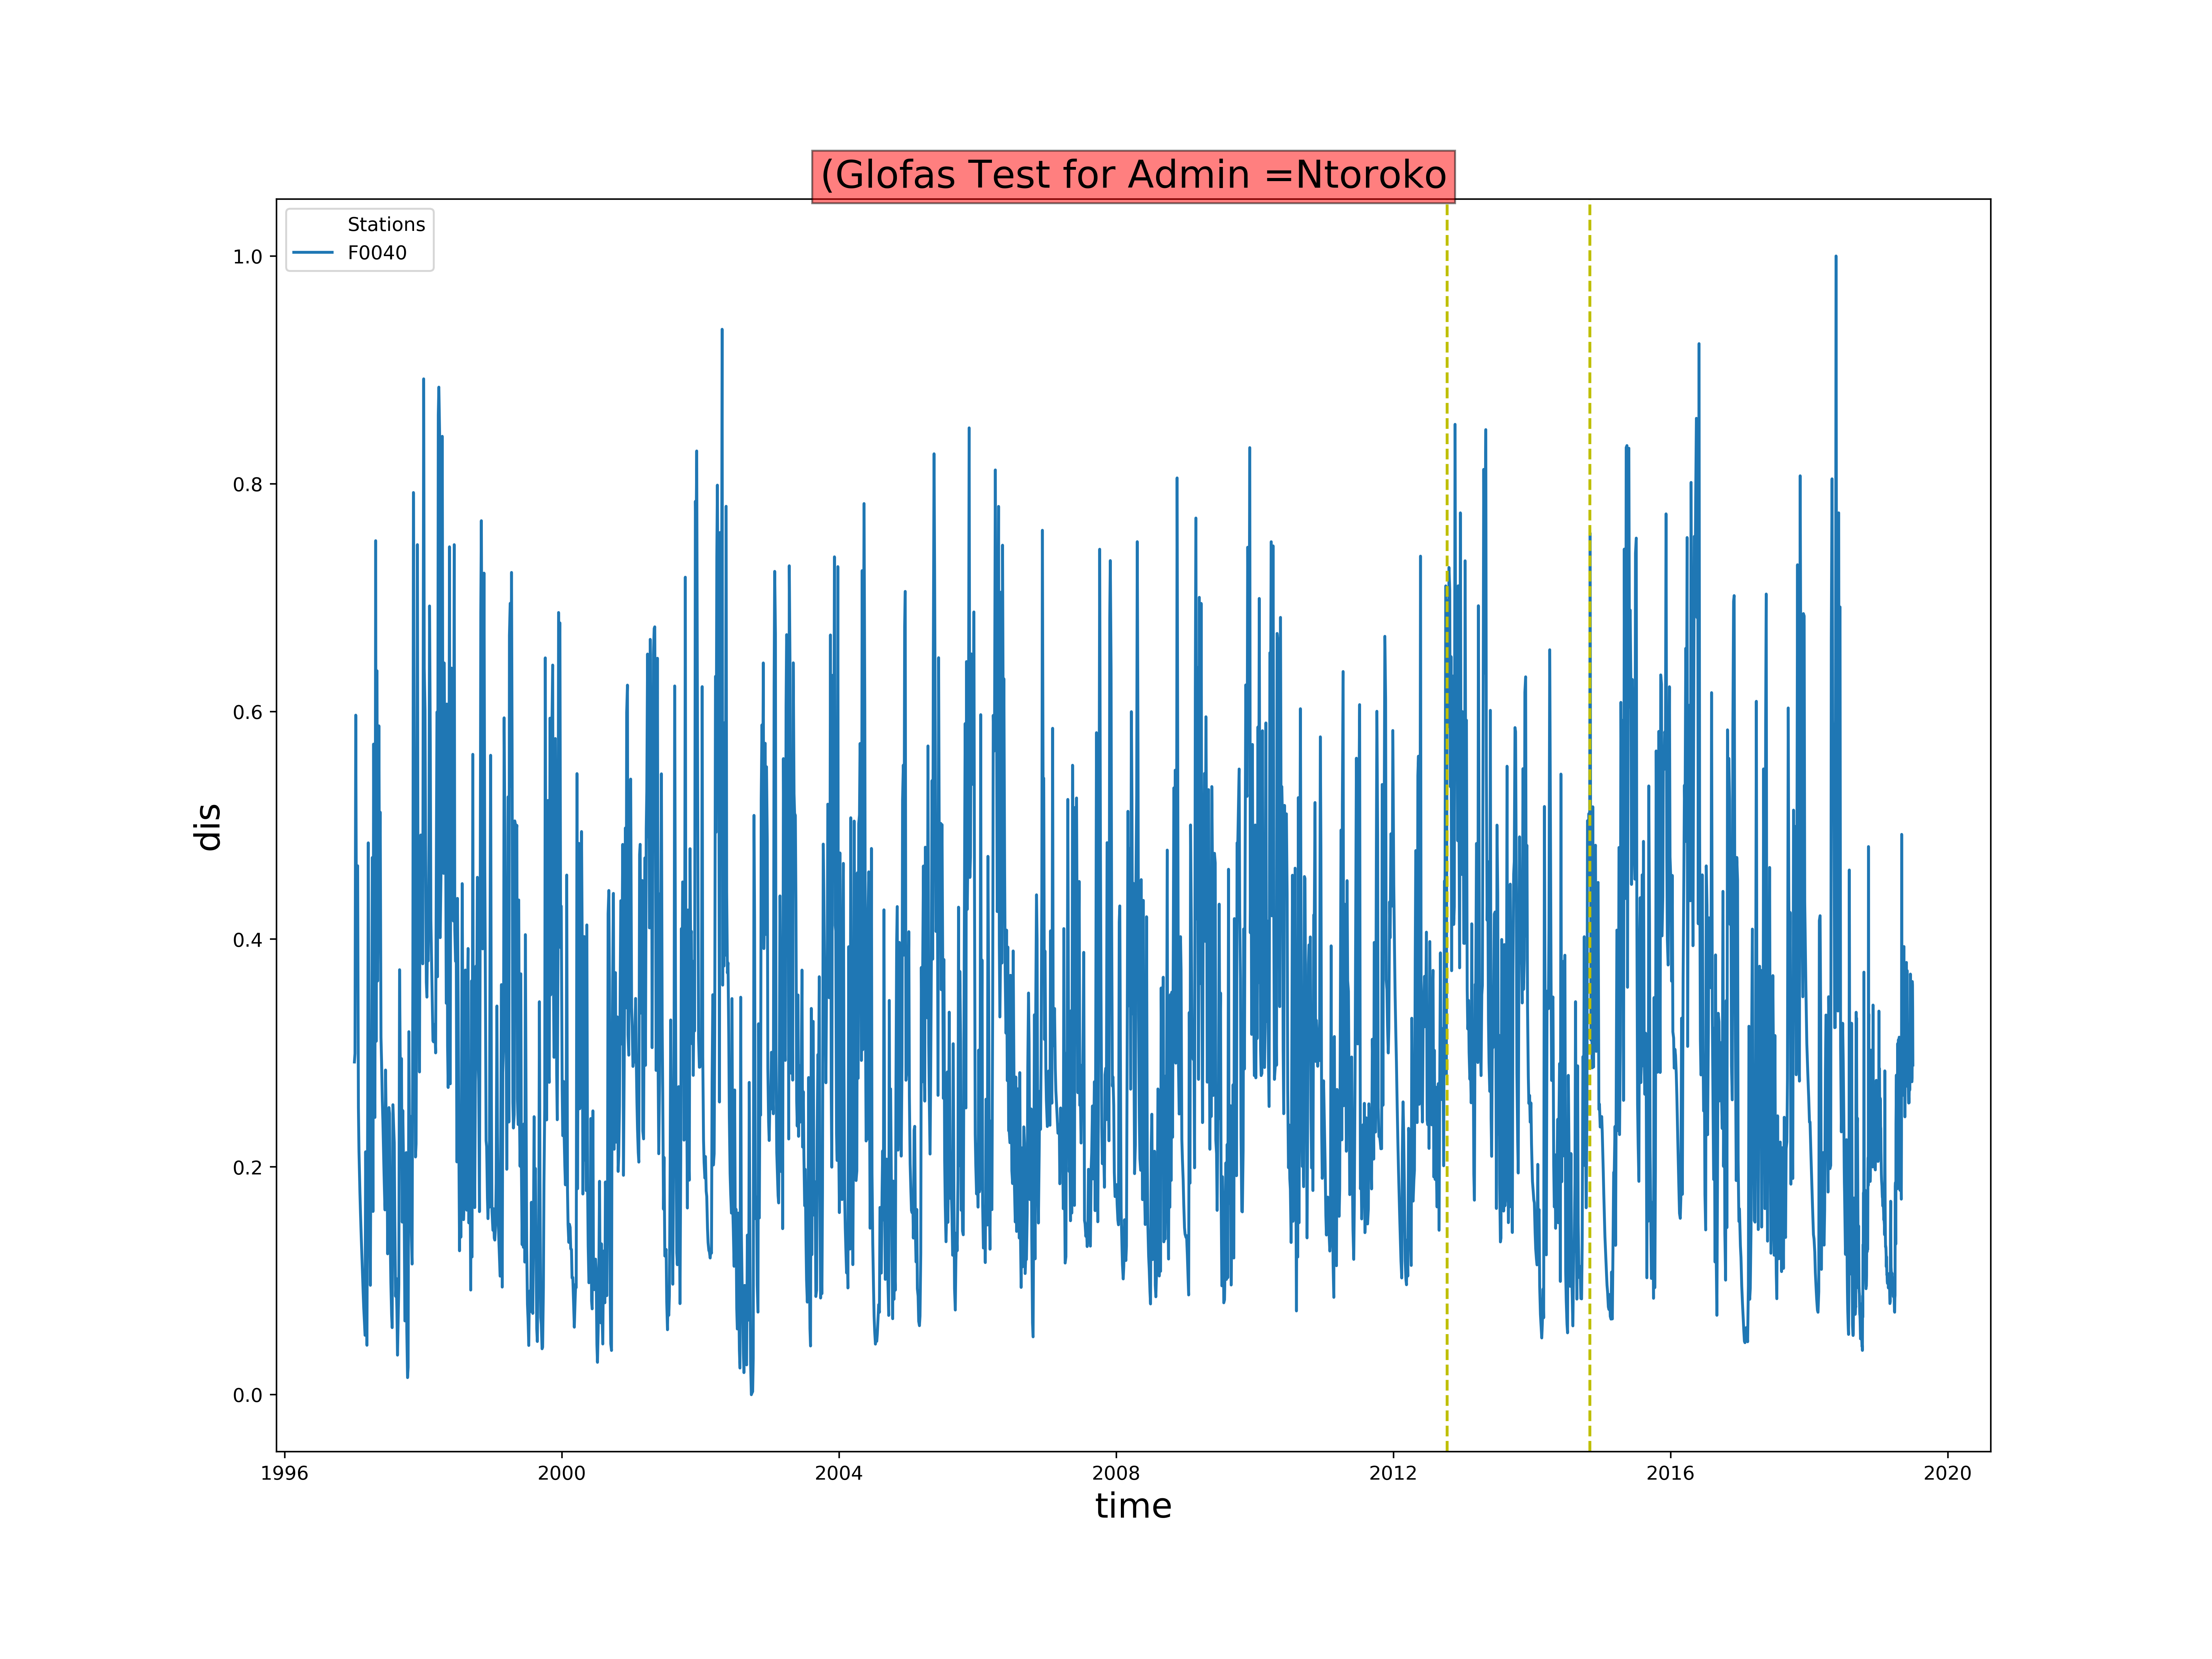 (Glofas Test for Admin =Ntoroko
Stations
F0040
1.0
0.8
0.6
0.4
0.2
0.0
dis
1996 2000 2004 2008 2012 2016 2020
time